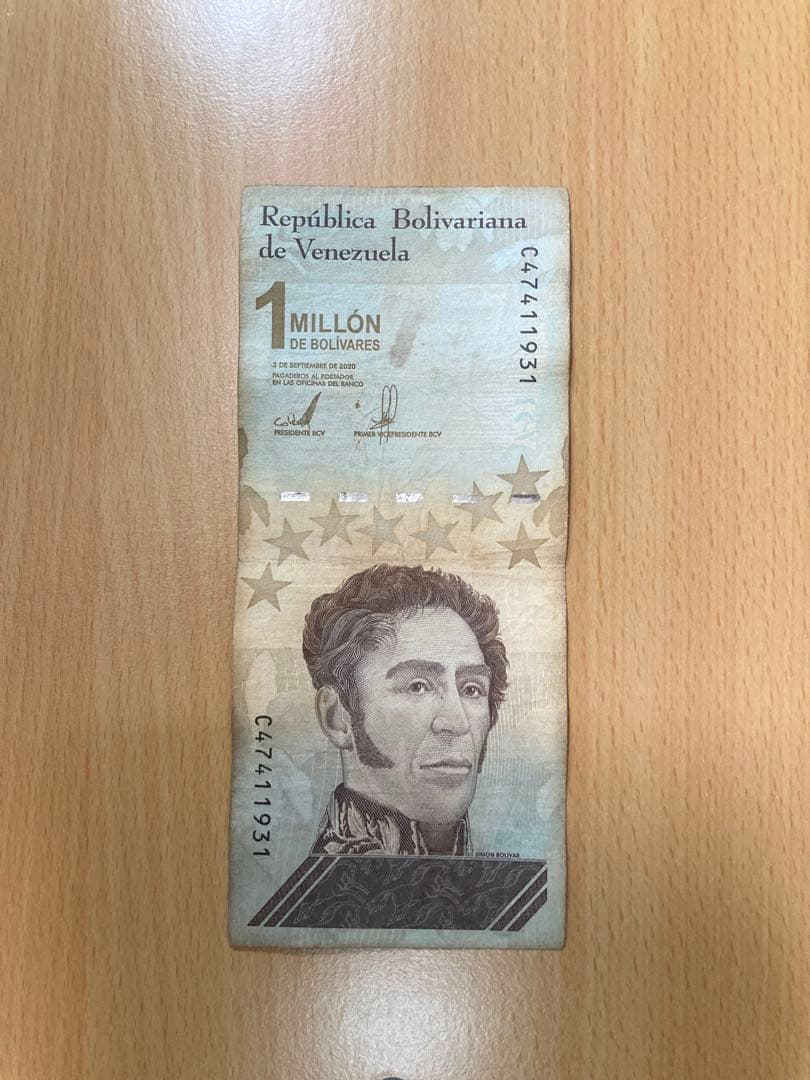 República Bolivariana
de Venezuela
C47411931
1 MILLÓN
DE BOLÍVARES
3 DE SEPTIEMBRE DE 2020
PAGADEROS AL PORTADOR
EN LAS OFICINAS DEL BANCO
PRESIDENTE BCV
PRIMER VICEPRESIDENTE BCV
C47411931
SIMÓN BOLÍVAR